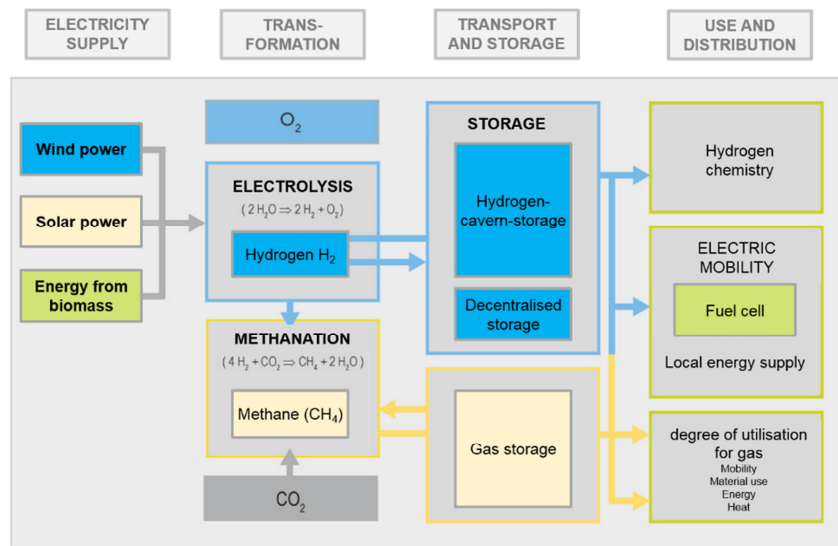 ELECTRICITY
SUPPLY
TRANS-
FORMATION
TRANSPORT
AND STORAGE
USE AND
DISTRIBUTION
Wind power
Solar power
Energy from
biomass
O₂
ELECTROLYSIS
( 2 H₂O ⇒ 2 H₂ + O₂ )
Hydrogen H₂
METHANATION
( 4 H₂ + CO₂ ⇒ CH₄ + 2 H₂O )
Methane (CH₄)
CO₂
STORAGE
Hydrogen-
cavern-storage
Decentralised
storage
Gas storage
Hydrogen
chemistry
ELECTRIC
MOBILITY
Fuel cell
Local energy supply
degree of utilisation
for gas
Mobility
Material use
Energy
Heat